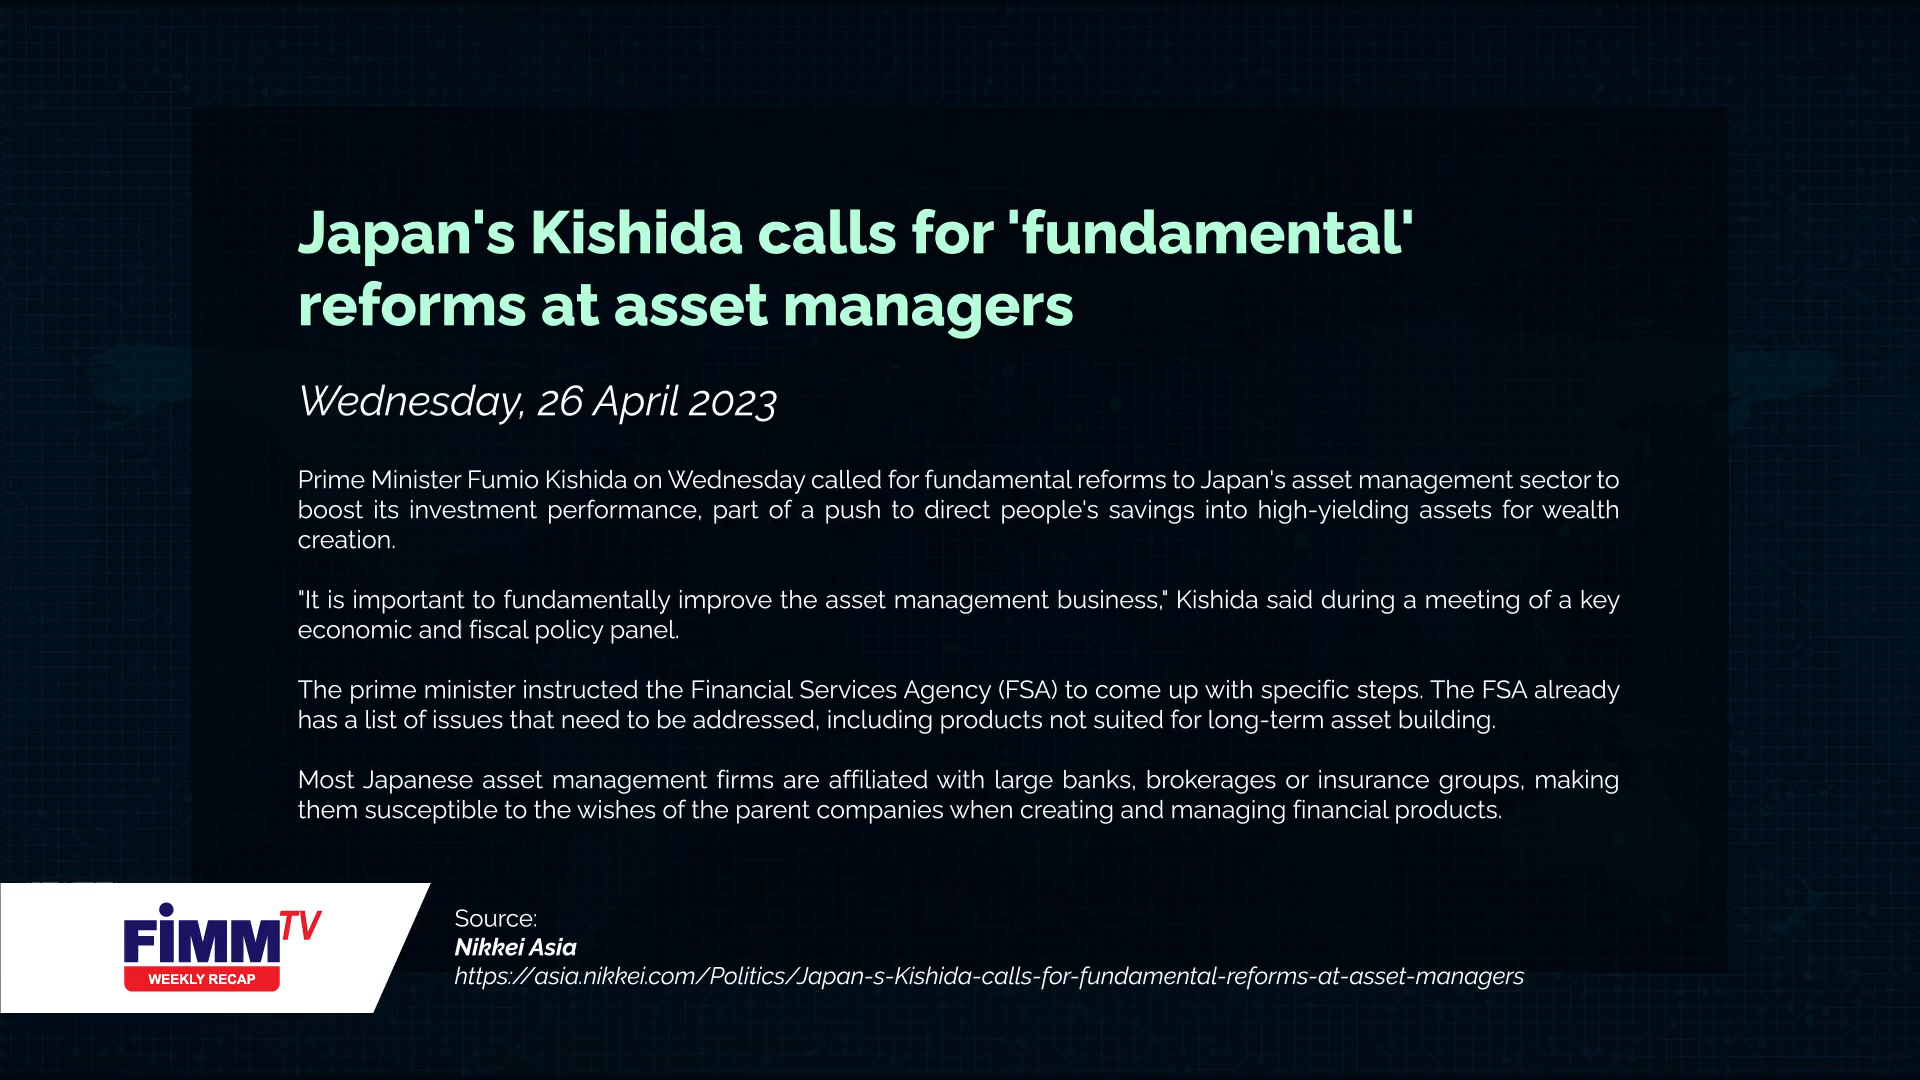 Japan's Kishida calls for 'fundamental'
reforms at asset managers
Wednesday, 26 April 2023
Prime Minister Fumio Kishida on Wednesday called for fundamental reforms to Japan's asset management sector to
boost its investment performance, part of a push to direct people's savings into high-yielding assets for wealth
creation.
"It is important to fundamentally improve the asset management business," Kishida said during a meeting of a key
economic and fiscal policy panel.
The prime minister instructed the Financial Services Agency (FSA) to come up with specific steps. The FSA already
has a list of issues that need to be addressed, including products not suited for long-term asset building.
Most Japanese asset management firms are affiliated with large banks, brokerages or insurance groups, making
them susceptible to the wishes of the parent companies when creating and managing financial products.
FiMM TV
WEEKLY RECAP
Source:
Nikkei Asia
https://asia.nikkei.com/Politics/Japan-s-Kishida-calls-for-fundamental-reforms-at-asset-managers